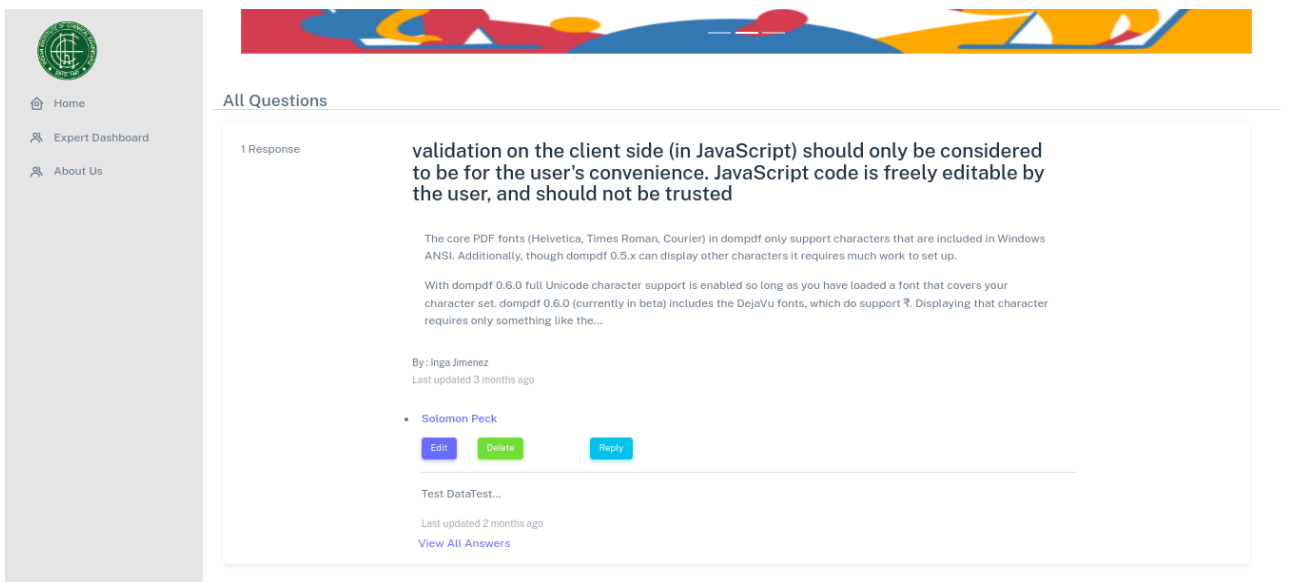 Home
Expert Dashboard
About Us
All Questions
1 Response
validation on the client side (in JavaScript) should only be considered
to be for the user's convenience. JavaScript code is freely editable by
the user, and should not be trusted
The core PDF fonts (Helvetica, Times Roman, Courier) in dompdf only support characters that are included in Windows
ANSI. Additionally, though dompdf 0.5.x can display other characters it requires much work to set up.
With dompdf 0.6.0 full Unicode character support is enabled so long as you have loaded a font that covers your
character set. dompdf 0.6.0 (currently in beta) includes the DejaVu fonts, which do support ₹. Displaying that character
requires only something like the...
By : Inga Jimenez
Last updated 3 months ago
Solomon Peck
Edit
Delete
Reply
Test DataTest...
Last updated 2 months ago
View All Answers